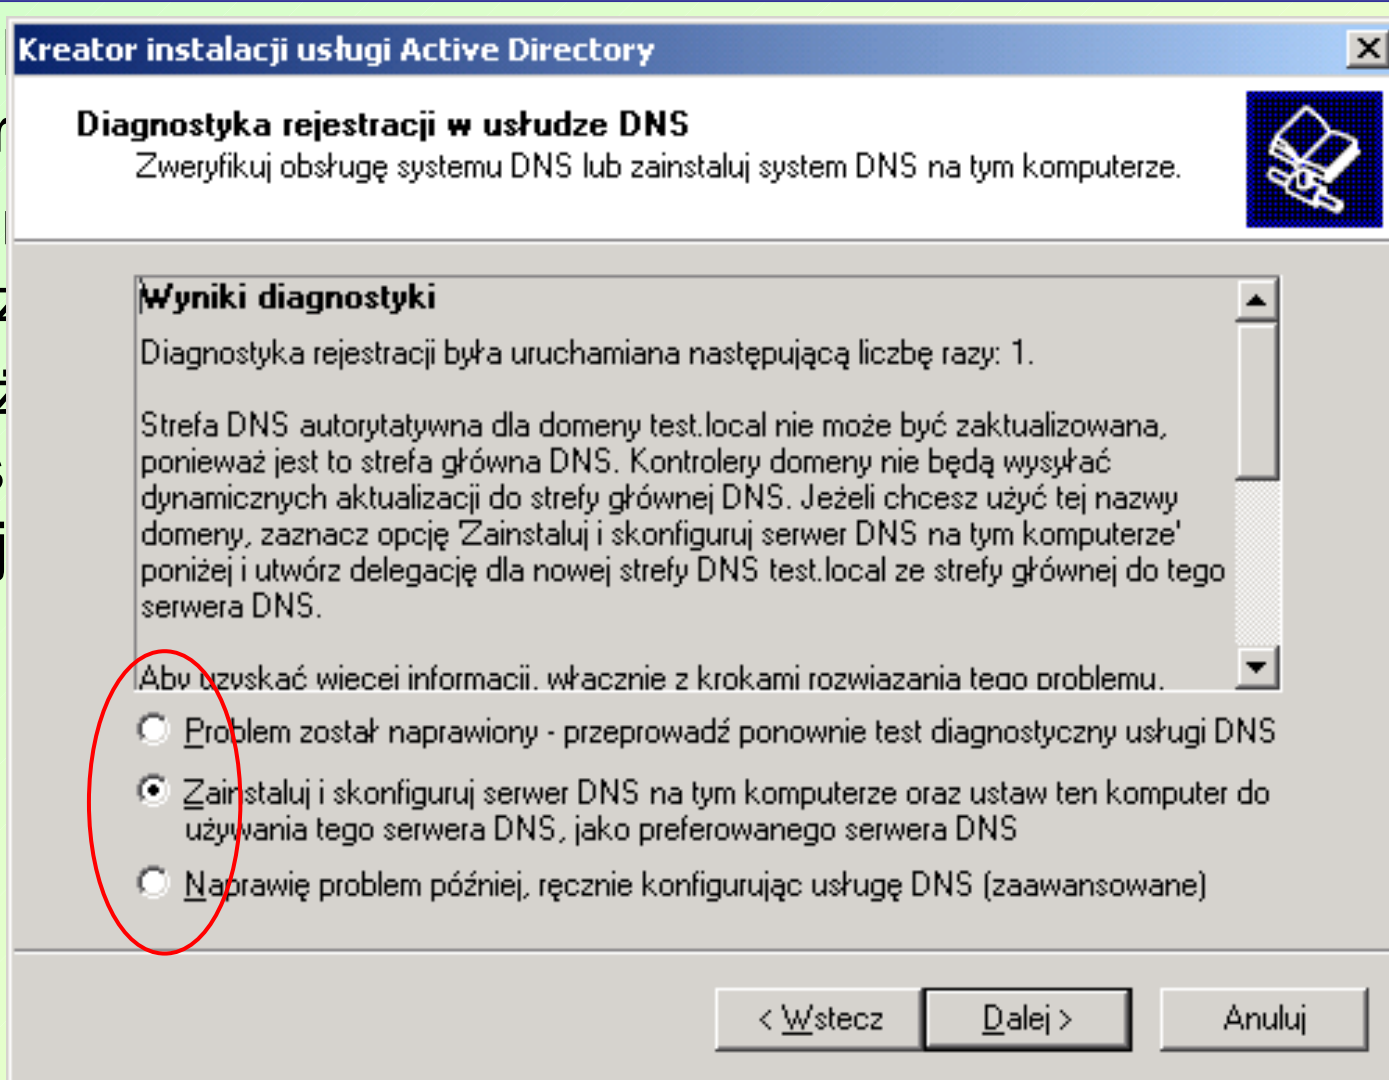 Kreator instalacji usługi Active Directory
Diagnostyka rejestracji w usłudze DNS
Zweryfikuj obsługę systemu DNS lub zainstaluj system DNS na tym komputerze.
Wyniki diagnostyki
Diagnostyka rejestracji była uruchamiana następującą liczbę razy: 1.
Strefa DNS autorytatywna dla domeny test.local nie może być zaktualizowana,
ponieważ jest to strefa główna DNS. Kontrolery domeny nie będą wysyłać
dynamicznych aktualizacji do strefy głównej DNS. Jeżeli chcesz użyć tej nazwy
domeny, zaznacz opcję 'Zainstaluj i skonfiguruj serwer DNS na tym komputerze'
poniżej i utwórz delegację dla nowej strefy DNS test.local ze strefy głównej do tego
serwera DNS.
Aby uzyskać więcej informacji, włącznie z krokami rozwiązania tego problemu,
Problem został naprawiony - przeprowadź ponownie test diagnostyczny usługi DNS
Zainstaluj i skonfiguruj serwer DNS na tym komputerze oraz ustaw ten komputer do
używania tego serwera DNS, jako preferowanego serwera DNS
Naprawię problem później, ręcznie konfigurując usługę DNS (zaawansowane)
< Wstecz
Dalej >
Anuluj